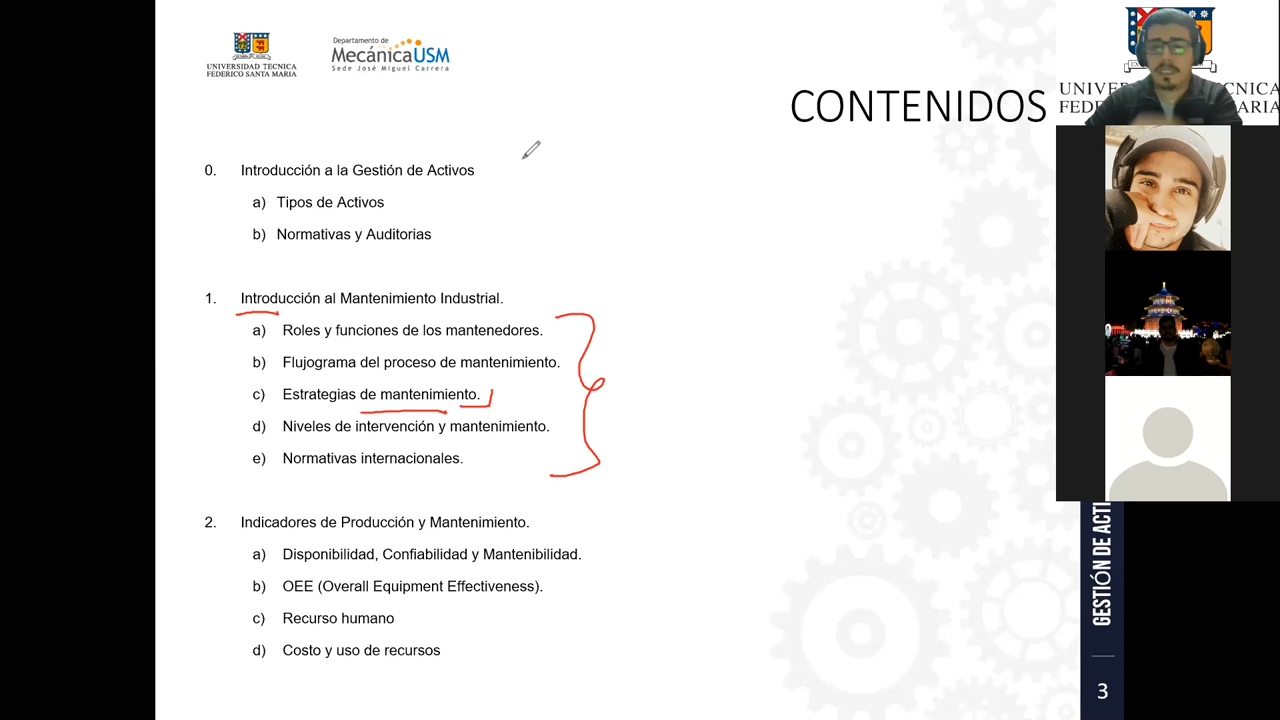 UNIVERSIDAD TECNICA
FEDERICO SANTA MARIA
Departamento de
MecánicaUSM
Sede José Miguel Carrera
CONTENIDOS
0. Introducción a la Gestión de Activos
a) Tipos de Activos
b) Normativas y Auditorias
1. Introducción al Mantenimiento Industrial.
a) Roles y funciones de los mantenedores.
b) Flujograma del proceso de mantenimiento.
c) Estrategias de mantenimiento.
d) Niveles de intervención y mantenimiento.
e) Normativas internacionales.
2. Indicadores de Producción y Mantenimiento.
a) Disponibilidad, Confiabilidad y Mantenibilidad.
b) OEE (Overall Equipment Effectiveness).
c) Recurso humano
d) Costo y uso de recursos
GESTIÓN DE ACTI
3